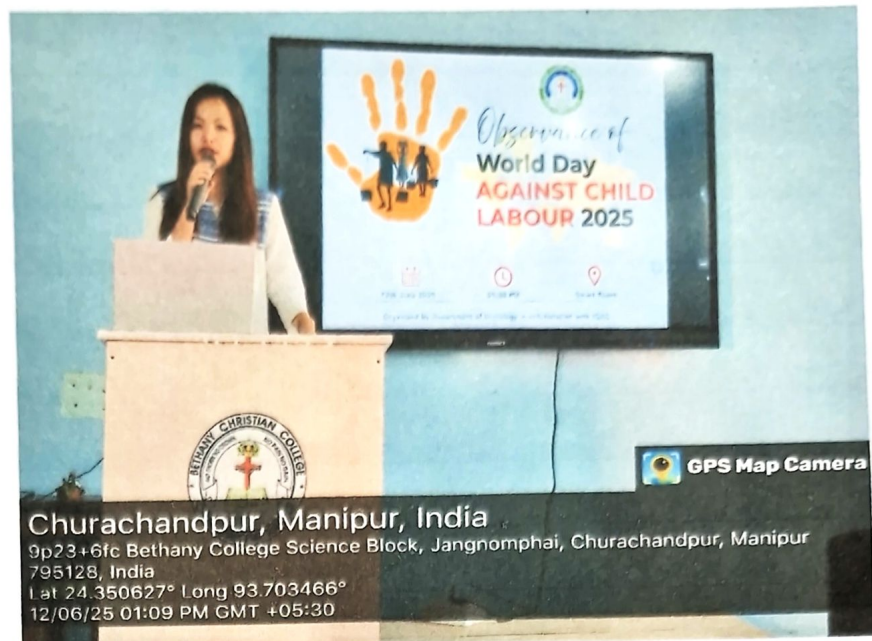 Observance of
World Day
AGAINST CHILD
LABOUR 2025
BETHANY CHRISTIAN COLLEGE
GPS Map Camera
Churachandpur, Manipur, India
9p23+6fc Bethany College Science Block, Jangnomphai, Churachandpur, Manipur
795128, India
Lat 24.350627° Long 93.703466°
12/06/25 01:09 PM GMT +05:30